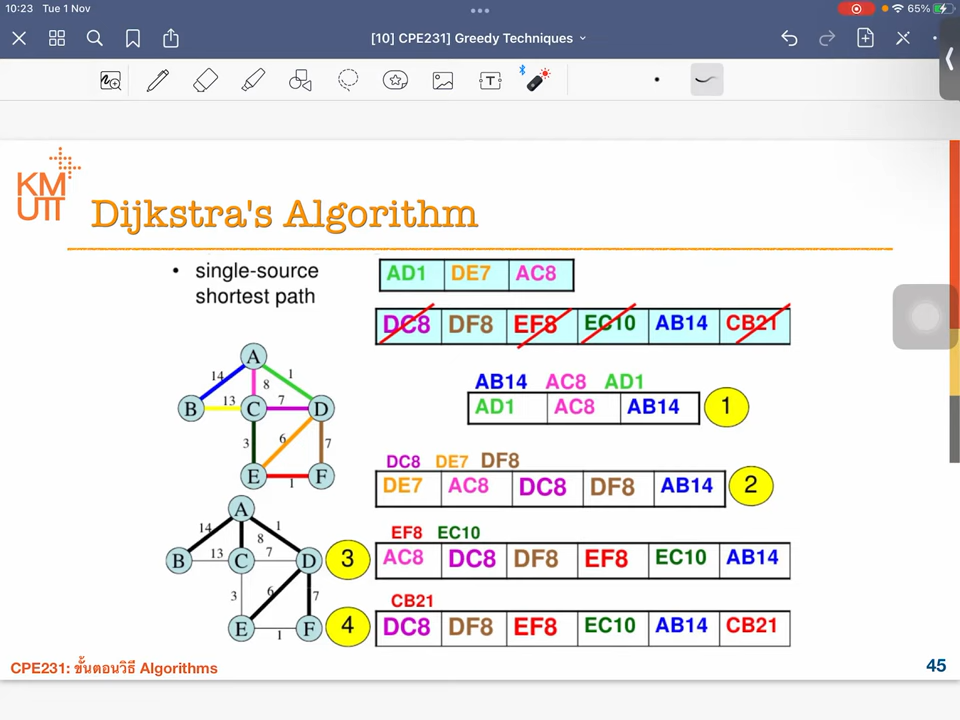 10:23 Tue 1 Nov
65%
[10] CPE231] Greedy Techniques
T
KM
UTT
Dijkstra's Algorithm
• single-source
shortest path
AD1 DE7 AC8
DC8 DF8 EF8 EC10 AB14 CB21
A
14 8 1
B 13 C 7 D
3 6 7
E 1 F
AB14 AC8 AD1
AD1 AC8 AB14 1
DC8 DE7 DF8
DE7 AC8 DC8 DF8 AB14 2
A
14 8 1
B 13 C 7 D
3 6 7
E 1 F
EF8 EC10
3 AC8 DC8 DF8 EF8 EC10 AB14
CB21
4 DC8 DF8 EF8 EC10 AB14 CB21
CPE231: ขั้นตอนวิธี Algorithms
45